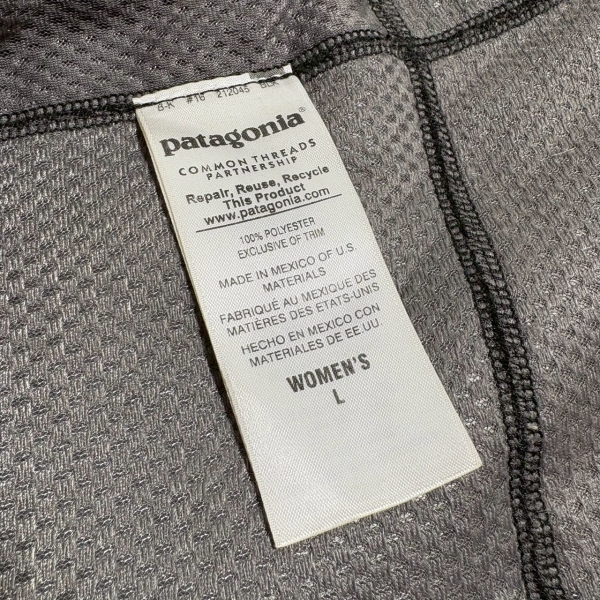 B-K #16 212045 BLK
patagonia®
COMMON THREADS
PARTNERSHIP
Repair, Reuse, Recycle
This Product
www.patagonia.com
100% POLYESTER
EXCLUSIVE OF TRIM
MADE IN MEXICO OF U.S.
MATERIALS
FABRIQUÉ AU MEXIQUE DES
MATIÈRES DES ETATS-UNIS
HECHO EN MEXICO CON
MATERIALES DE EE.UU.
WOMEN'S
L